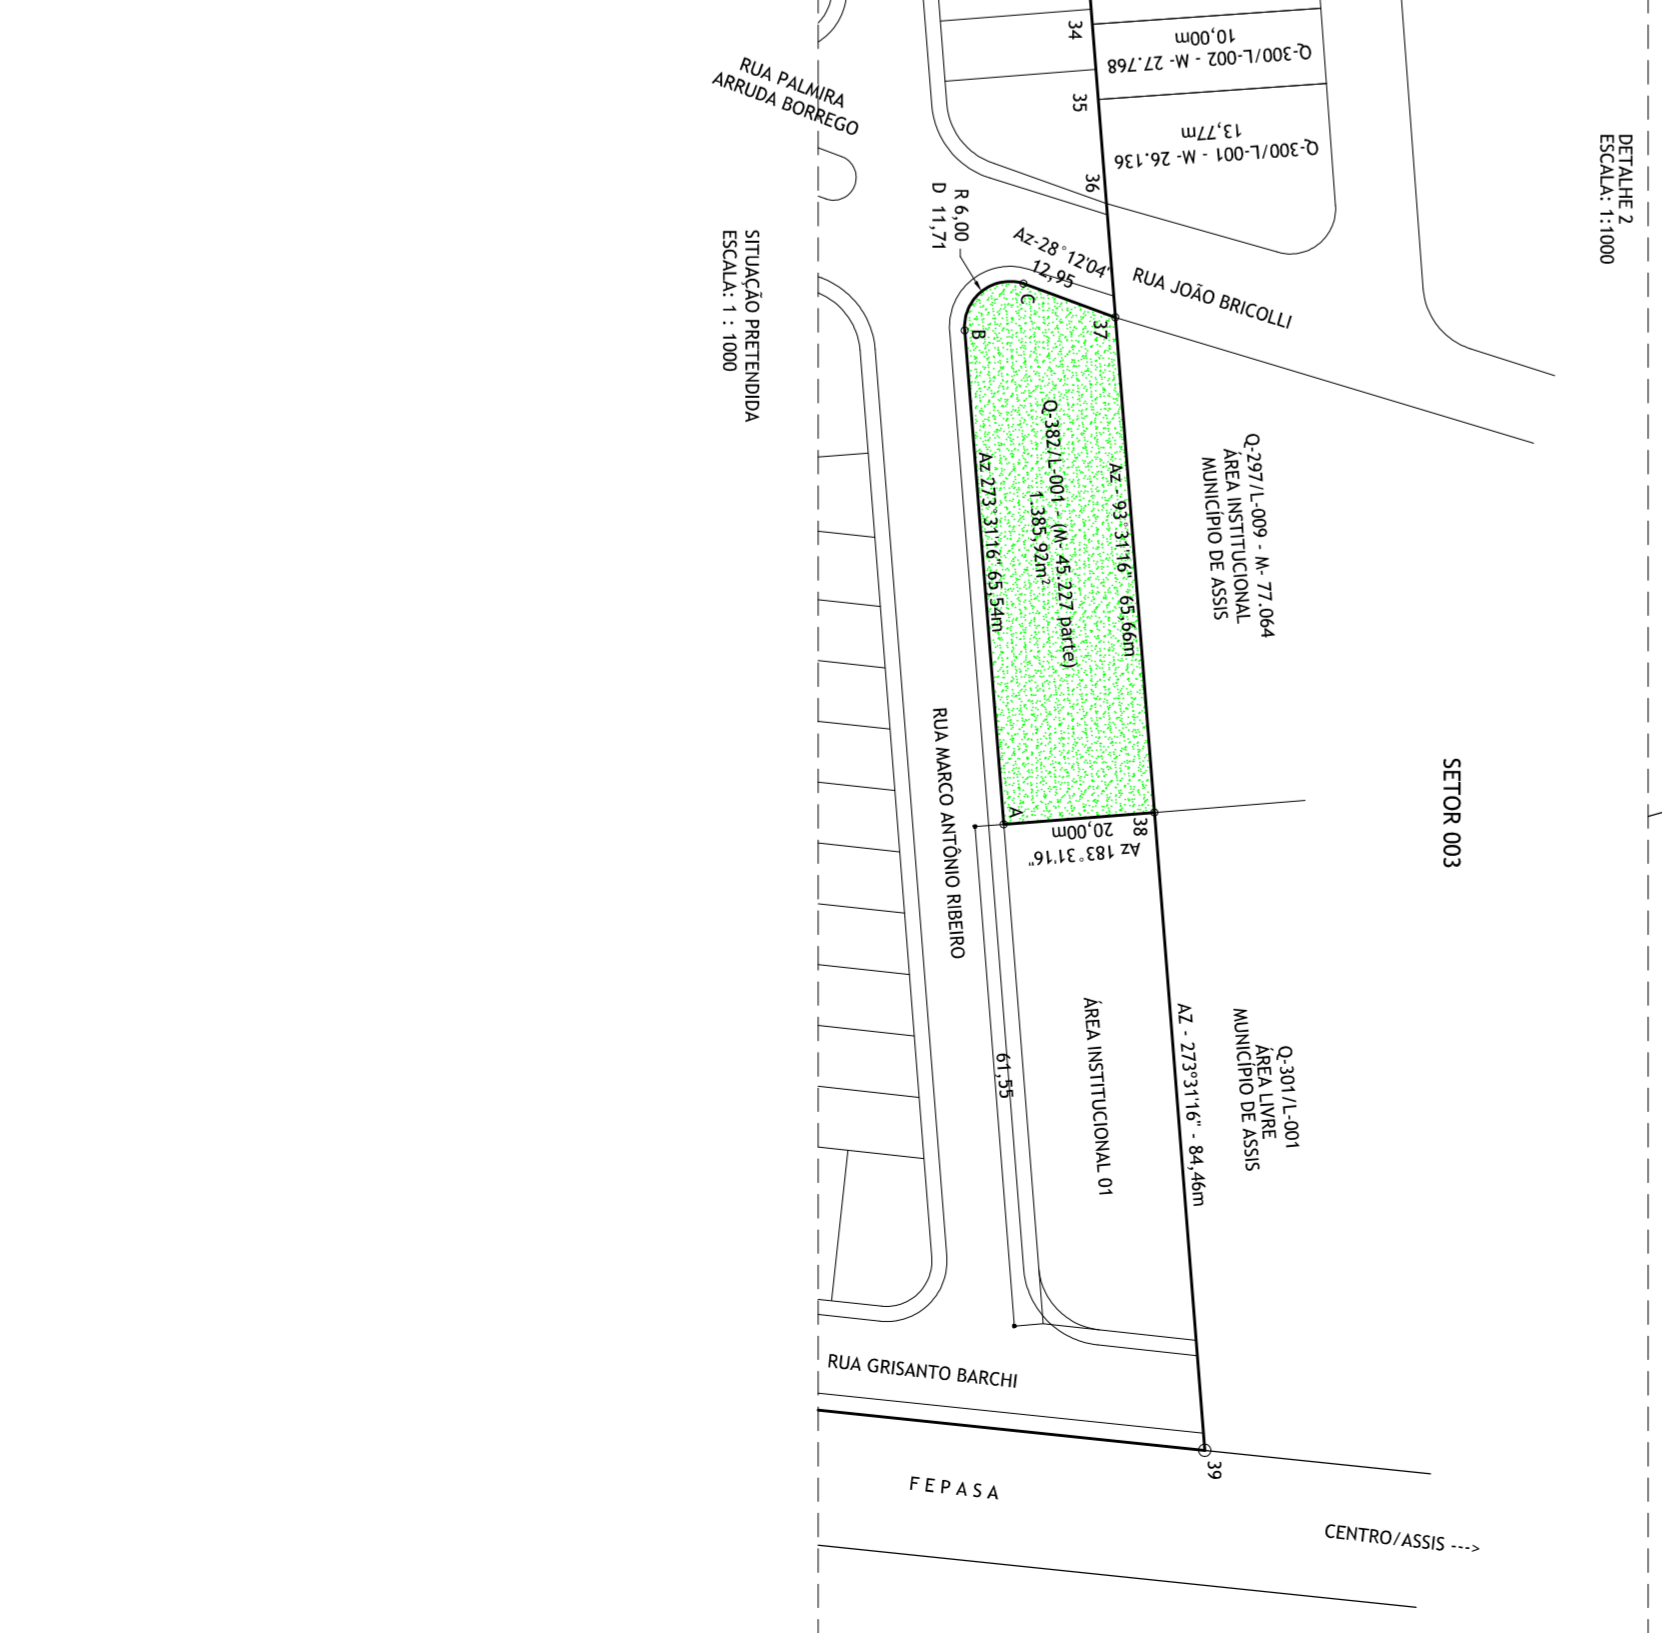 DETALHE 2
ESCALA: 1:1000
SETOR 003
Q-300/L-002 - M- 27.768
10,00m
Q-300/L-001 - M- 26.136
13,77m
34
35
36
RUA JOÃO BRICOLLI
Az-28°12'04"
12,95
R 6,00
D 11,71
C
B
37
Q-297/L-009 - M- 77.064
ÁREA INSTITUCIONAL
MUNICÍPIO DE ASSIS
Az - 93°31'16" 65,66m
Q-382/L-001 - (M- 45.227 parte)
1.385,92m²
Az 273°31'16" 65,54m
A
38
20,00m
Az 183°31'16"
Q-301/L-001
ÁREA LIVRE
MUNICÍPIO DE ASSIS
AZ - 273º31'16" - 84,46m
ÁREA INSTITUCIONAL 01
61,55
RUA MARCO ANTÔNIO RIBEIRO
RUA PALMIRA
ARRUDA BORREGO
SITUAÇÃO PRETENDIDA
ESCALA: 1 : 1000
RUA GRISANTO BARCHI
39
FEPASA
CENTRO/ASSIS --->